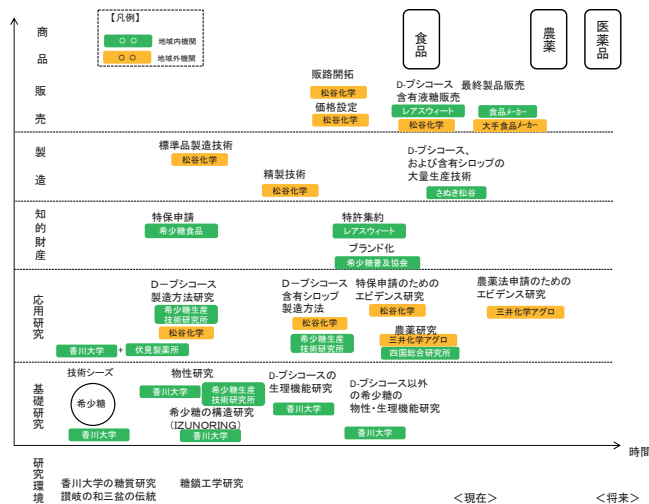 【凡例】
○ ○ 地域内機関
○ ○ 地域外機関
食品
農薬
医薬品
商品
販売
販路開拓
松谷化学
価格設定
松谷化学
D-プシコース
含有液糖販売
レアスウィート
松谷化学
最終製品販売
食品メーカー
大手食品メーカー
製造
標準品製造技術
松谷化学
精製技術
松谷化学
D-プシコース、
および含有シロップの
大量生産技術
さぬき松谷
知的財産
特保申請
希少糖食品
特許集約
レアスウィート
ブランド化
希少糖普及協会
応用研究
D-プシコース
製造方法研究
希少糖生産
技術研究所
松谷化学
香川大学 + 伏見製薬所
D-プシコース
含有シロップ
製造方法
松谷化学
希少糖生産
技術研究所
特保申請のための
エビデンス研究
松谷化学
農薬研究
三井化学アグロ
四国総合研究所
農薬法申請のための
エビデンス研究
三井化学アグロ
基礎研究
技術シーズ
希少糖
香川大学
物性研究
香川大学
希少糖生産
技術研究所
希少糖の構造研究
(IZUNORING)
香川大学
D-プシコースの
生理機能研究
香川大学
D-プシコース以外
の希少糖の
物性・生理機能研究
香川大学
時間
研究環境
香川大学の糖質研究
讃岐の和三盆の伝統
糖鎖工学研究
＜現在＞
＜将来＞